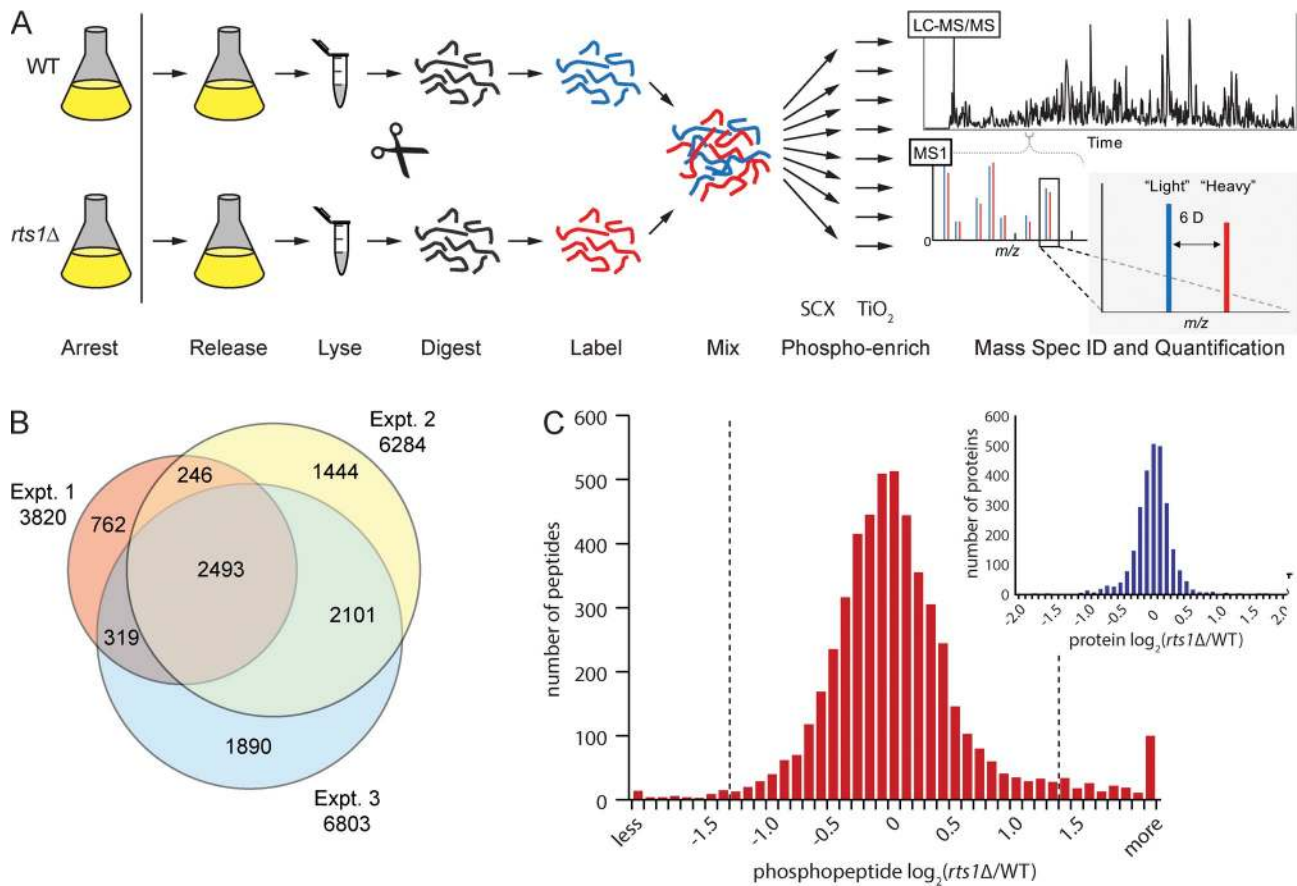 A
WT
rts1Δ
LC-MS/MS
Time
MS1
0
m/z
"Light" "Heavy"
6 D
m/z
SCX TiO2
Arrest Release Lyse Digest Label Mix Phospho-enrich Mass Spec ID and Quantification
B
Expt. 1
3820
Expt. 2
6284
246
1444
762
2493
319
2101
1890
Expt. 3
6803
C
number of peptides
600
500
400
300
200
100
0
less -1.5 -1.0 -0.5 0 0.5 1.0 1.5 more
phosphopeptide log2(rts1Δ/WT)
number of proteins
600
500
400
300
200
100
0
-2.0 -1.5 -1.0 -0.5 0 0.5 1.0 1.5 2.0
protein log2(rts1Δ/WT)